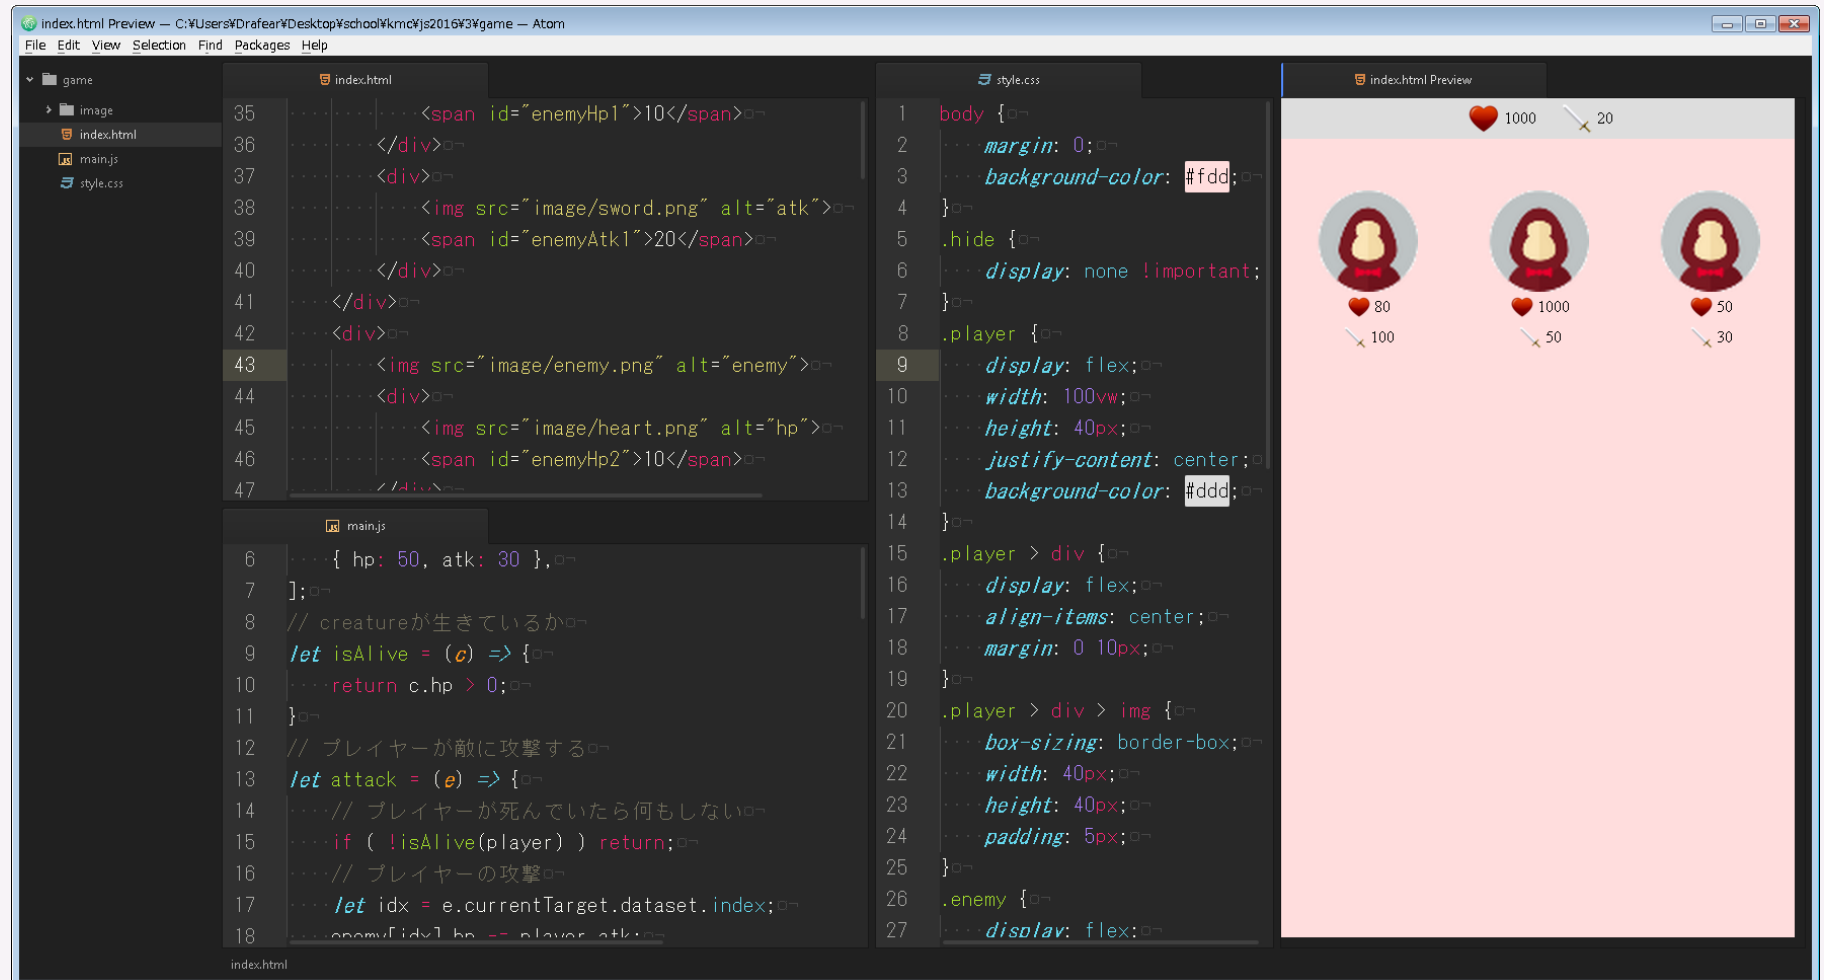 index.html Preview — C:¥Users¥Drafear¥Desktop¥school¥kmc¥js2016¥3¥game — Atom
File Edit View Selection Find Packages Help
game
image
index.html
main.js
style.css
index.html
35 <span id="enemyHp1">10</span>
36 </div>
37 <div>
38 <img src="image/sword.png" alt="atk">
39 <span id="enemyAtk1">20</span>
40 </div>
41 </div>
42 <div>
43 <img src="image/enemy.png" alt="enemy">
44 <div>
45 <img src="image/heart.png" alt="hp">
46 <span id="enemyHp2">10</span>
47 </div>
main.js
6 { hp: 50, atk: 30 },
7 ];
8 // creatureが生きているか
9 let isAlive = (c) => {
10 return c.hp > 0;
11 }
12 // プレイヤーが敵に攻撃する
13 let attack = (e) => {
14 // プレイヤーが死んでいたら何もしない
15 if ( !isAlive(player) ) return;
16 // プレイヤーの攻撃
17 let idx = e.currentTarget.dataset.index;
18 enemy[idx].hp -= player.atk;
style.css
1 body {
2 margin: 0;
3 background-color: #fdd;
4 }
5 .hide {
6 display: none !important;
7 }
8 .player {
9 display: flex;
10 width: 100vw;
11 height: 40px;
12 justify-content: center;
13 background-color: #ddd;
14 }
15 .player > div {
16 display: flex;
17 align-items: center;
18 margin: 0 10px;
19 }
20 .player > div > img {
21 box-sizing: border-box;
22 width: 40px;
23 height: 40px;
24 padding: 5px;
25 }
26 .enemy {
27 display: flex;
index.html Preview
1000 20
80 1000 50
100 50 30
index.html